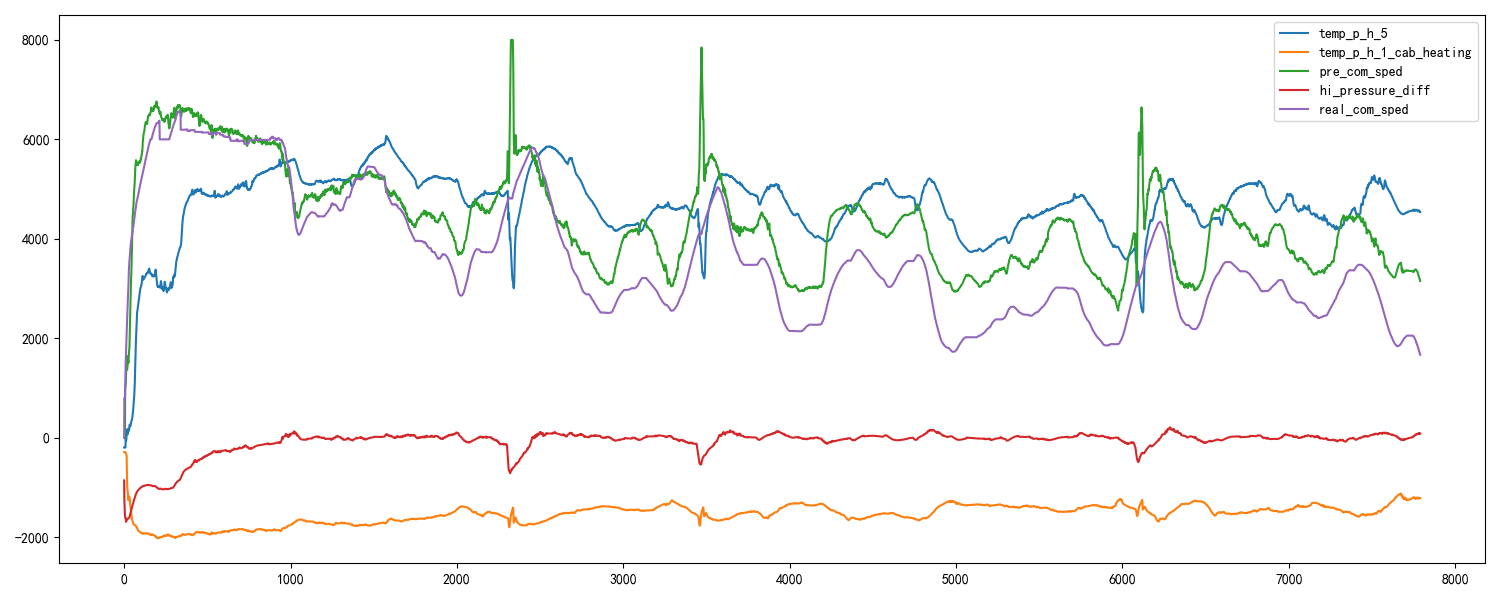 temp_p_h_5
temp_p_h_1_cab_heating
pre_com_sped
hi_pressure_diff
real_com_sped
8000
6000
4000
2000
0
−2000
0 1000 2000 3000 4000 5000 6000 7000 8000